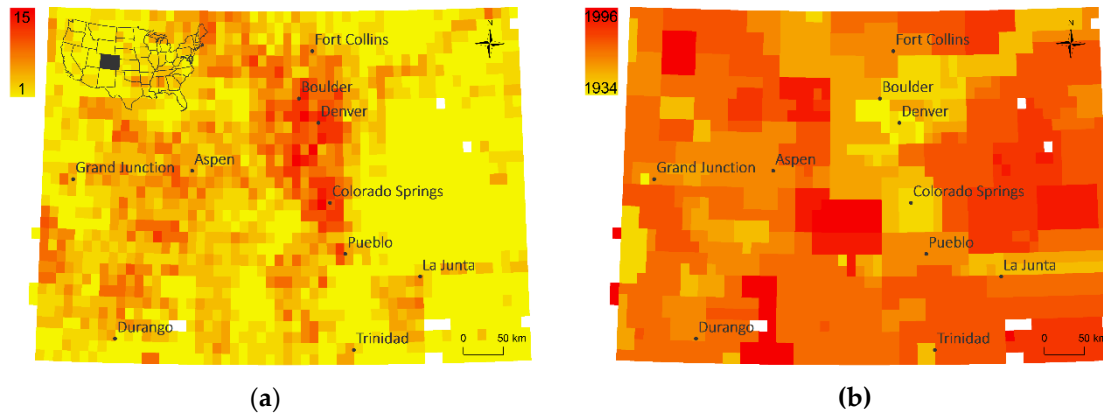 15
1
N
Fort Collins
Boulder
Denver
Grand Junction
Aspen
Colorado Springs
Pueblo
La Junta
Durango
Trinidad
0 50 km
(a)
1996
1934
N
Fort Collins
Boulder
Denver
Grand Junction
Aspen
Colorado Springs
Pueblo
La Junta
Durango
Trinidad
0 50 km
(b)